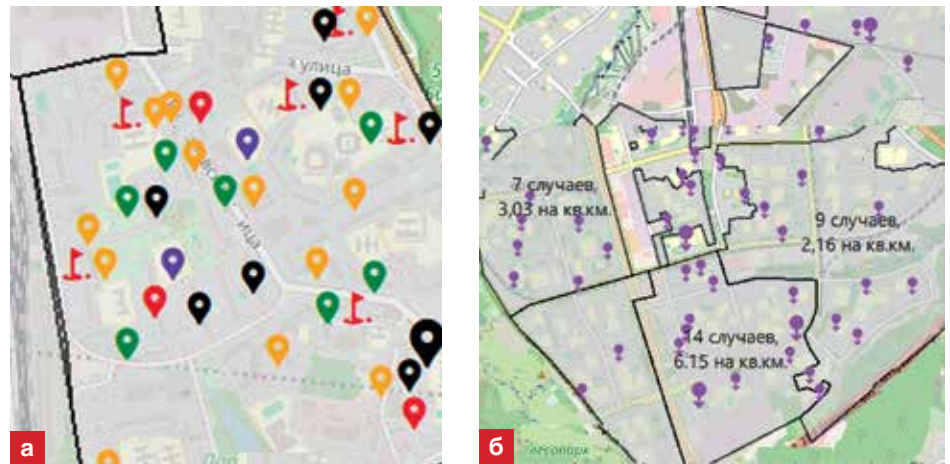 а улица
5
а
7 случаев,
3,03 на кв.км.
9 случаев,
2,16 на кв.км.
14 случаев,
6.15 на кв.км.
лесопарк
б